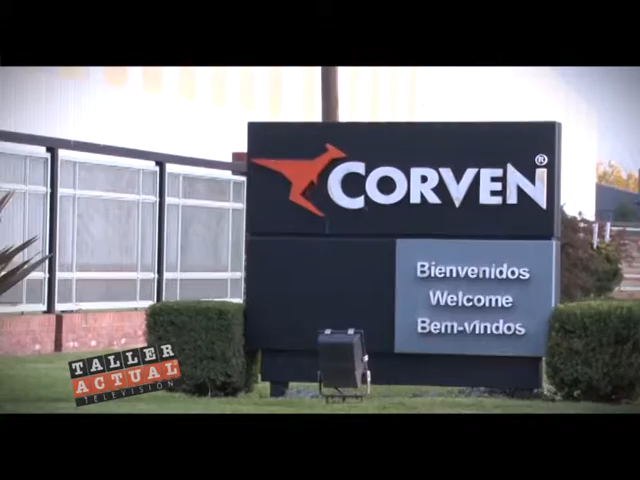 CORVEN®
Bienvenidos
Welcome
Bem-vindos
TALLER
ACTUAL
TELEVISION